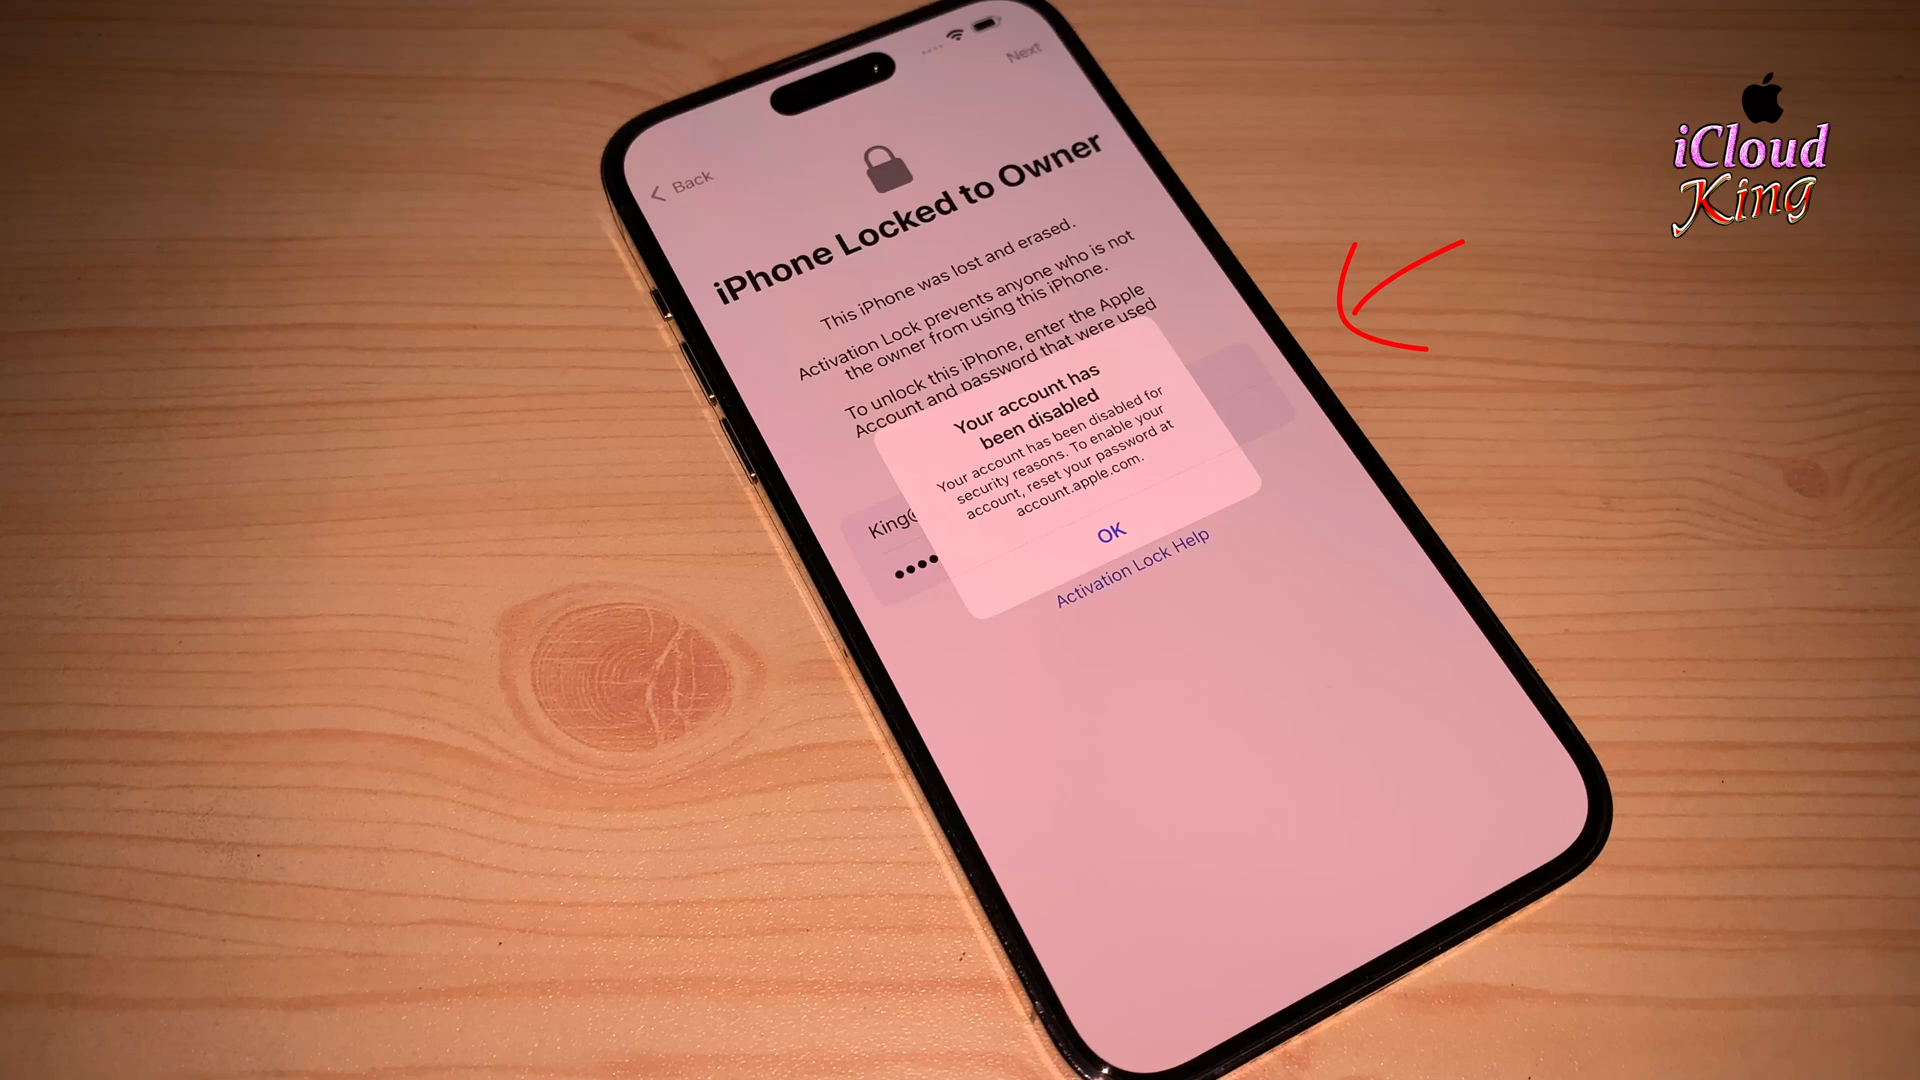 Next
Back
iPhone Locked to Owner
This iPhone was lost and erased.
Activation Lock prevents anyone who is not
the owner from using this iPhone.
To unlock this iPhone, enter the Apple
Account and password that were used
Your account has
been disabled
Your account has been disabled for
security reasons. To enable your
account, reset your password at
account.apple.com.
OK
King@
••••
Activation Lock Help
iCloud
King